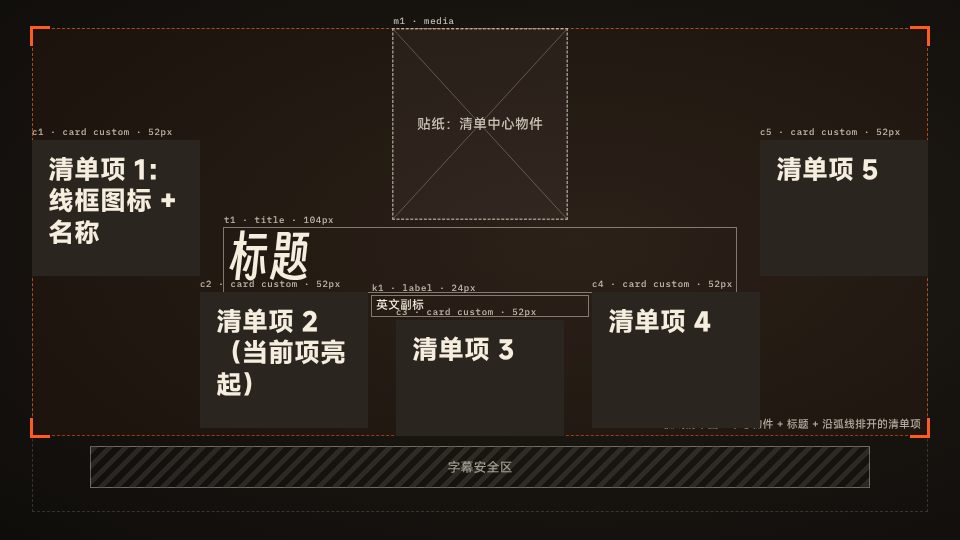 m1 · media
贴纸：清单中心物件
c1 · card custom · 52px
清单项 1:
线框图标 +
名称
c5 · card custom · 52px
清单项 5
t1 · title · 104px
标题
c2 · card custom · 52px
清单项 2
（当前项亮
起）
k1 · label · 24px
英文副标
c3 · card custom · 52px
清单项 3
c4 · card custom · 52px
清单项 4
物件 + 标题 + 沿弧线排开的清单项
字幕安全区